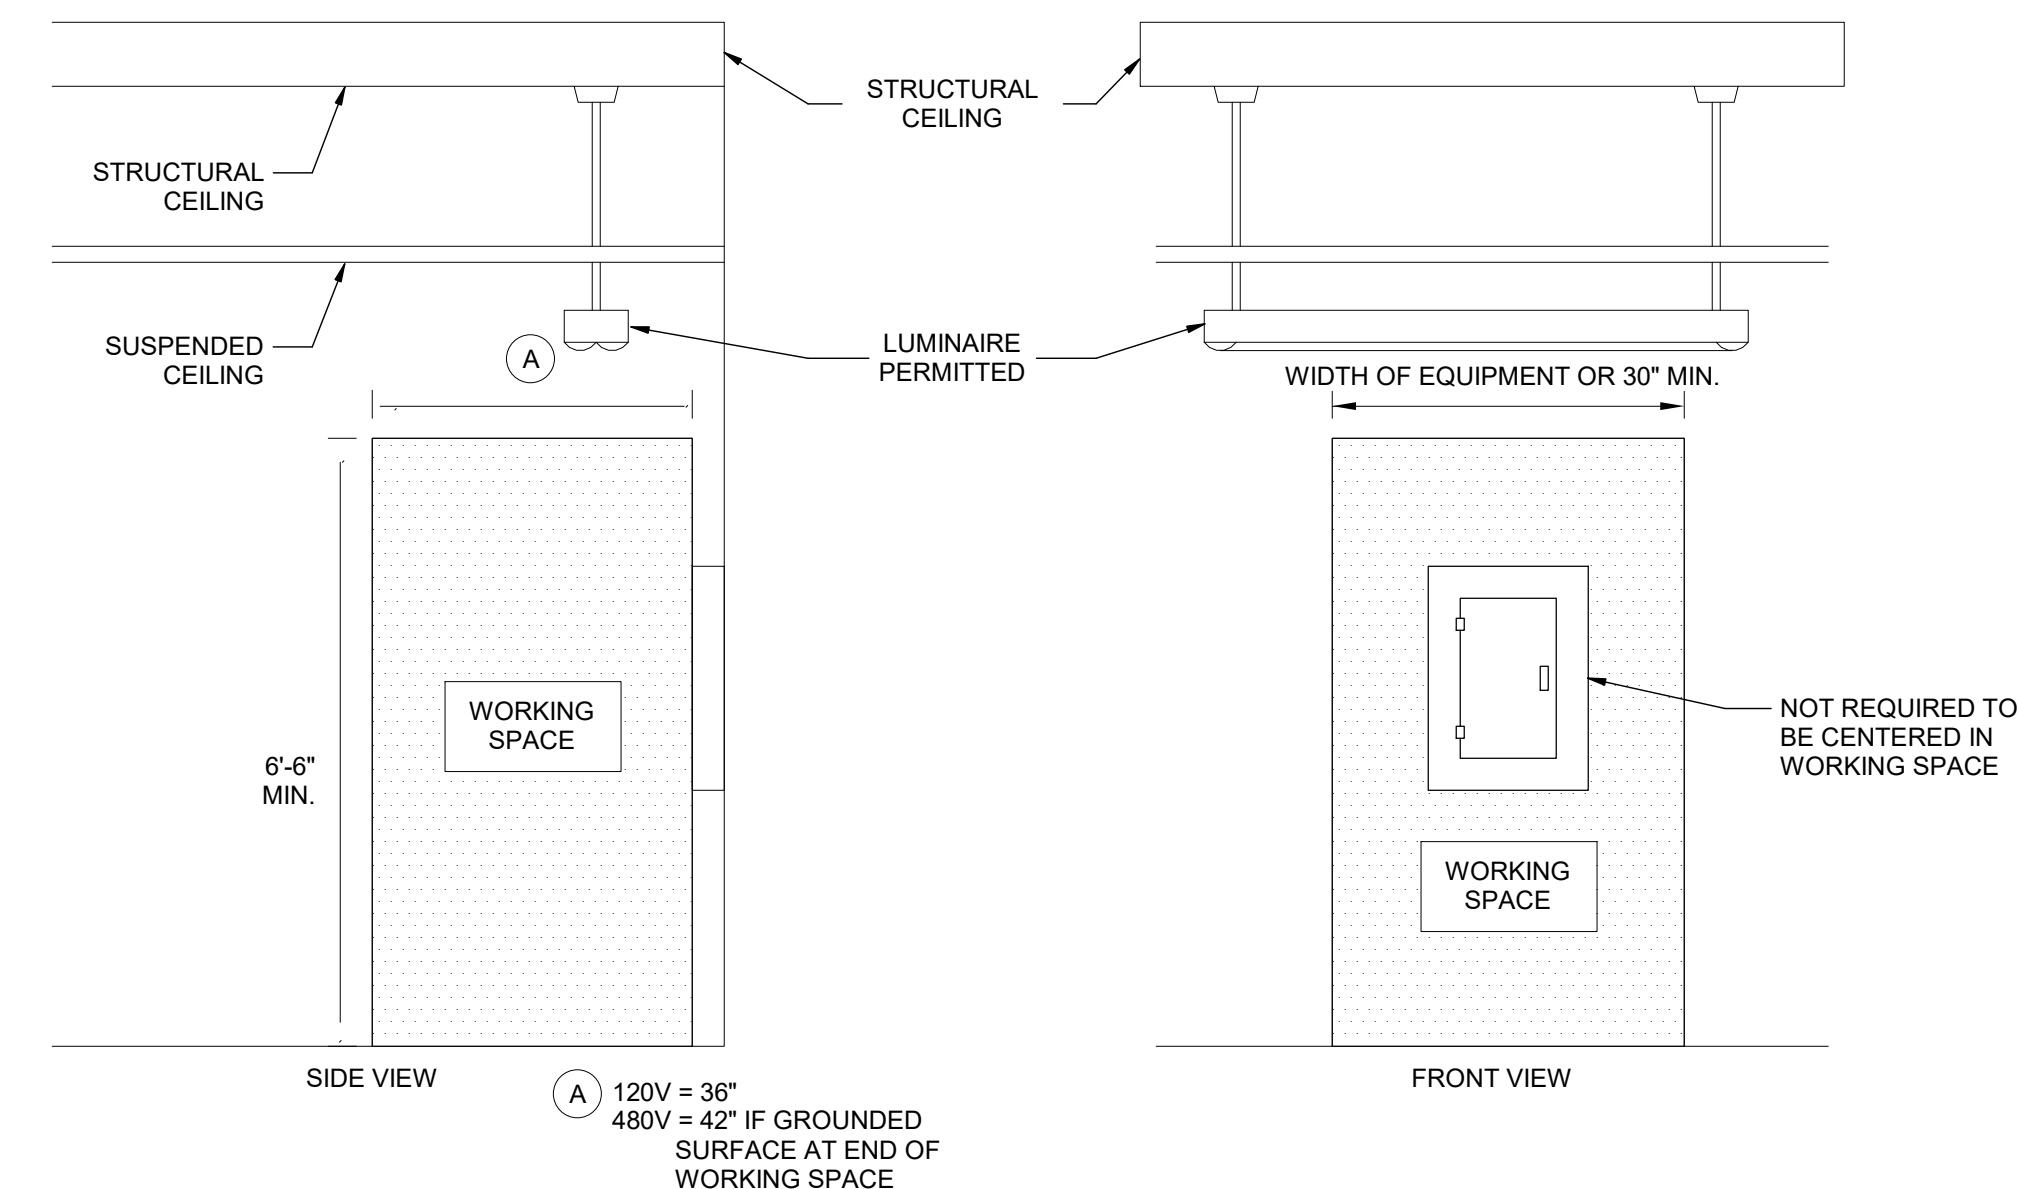 STRUCTURAL
CEILING
STRUCTURAL
CEILING
SUSPENDED
CEILING
A
LUMINAIRE
PERMITTED
WIDTH OF EQUIPMENT OR 30" MIN.
WORKING
SPACE
6'-6"
MIN.
NOT REQUIRED TO
BE CENTERED IN
WORKING SPACE
WORKING
SPACE
SIDE VIEW
FRONT VIEW
A 120V = 36"
480V = 42" IF GROUNDED
SURFACE AT END OF
WORKING SPACE